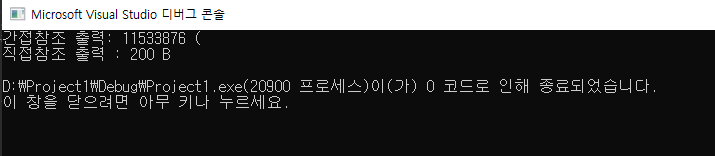 Microsoft Visual Studio 디버그 콘솔
간접참조 출력: 11533876 (
직접참조 출력 : 200 B
D:₩Project1₩Debug₩Project1.exe(20900 프로세스)이(가) 0 코드로 인해 종료되었습니다.
이 창을 닫으려면 아무 키나 누르세요.